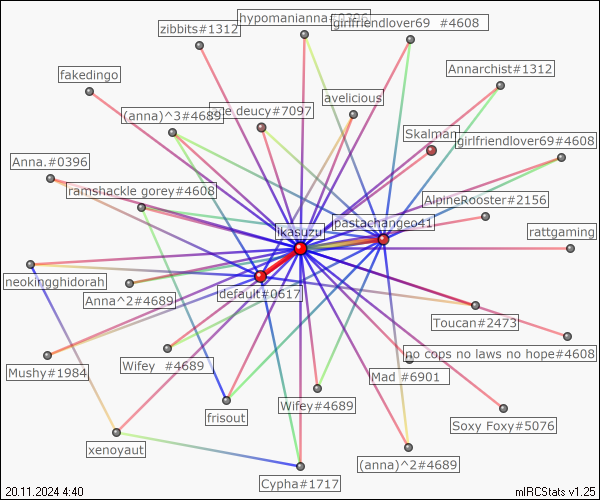 hypomanianna#0396
girlfriendlover69 #4608
zibbits#1312
fakedingo
Annarchist#1312
avelicious
deucy#7097
(anna)^3#4689
Skalman
girlfriendlover69#4608
Anna.#0396
ramshackle gorey#4608
AlpineRooster#2156
pastachangeo41
ikasuzu
rattgaming
neokingghidorah
default#0617
Anna^2#4689
Toucan#2473
no cops no laws no hope#4608
Mushy#1984
Wifey #4689
Mad #6901
Wifey#4689
frisout
Soxy Foxy#5076
xenoyaut
(anna)^2#4689
Cypha#1717
20.11.2024 4:40
mIRCStats v1.25